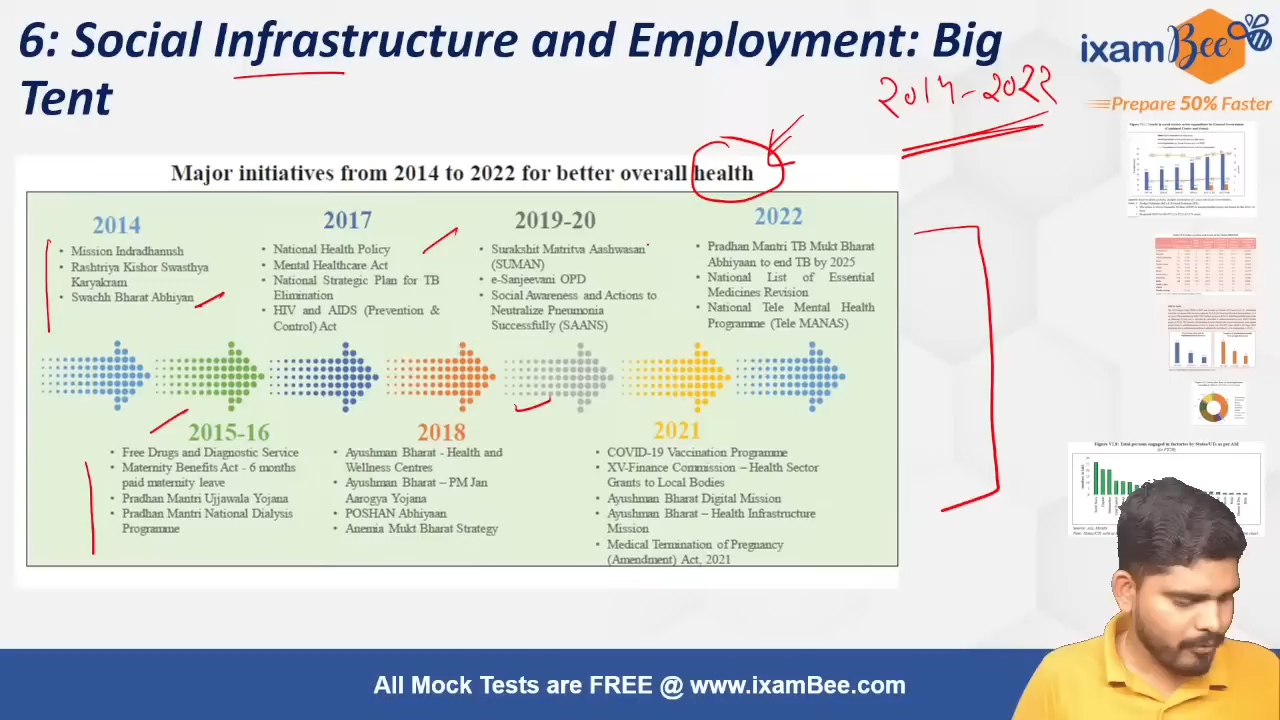 6: Social Infrastructure and Employment: Big
Tent
ixamBee
Prepare 50% Faster
2014-2022
Major initiatives from 2014 to 2022 for better overall health
2014
• Mission Indradhanush
• Rashtriya Kishor Swasthya
Karyakram
• Swachh Bharat Abhiyan
2017
• National Health Policy
• Mental Healthcare Act
• National Strategic Plan for TB
Elimination
• HIV and AIDS (Prevention &
Control) Act
2019-20
• Surakshit Matritva Aashwasan
(SUMAN)
• e-Sanjeevani OPD
• Social Awareness and Actions to
Neutralize Pneumonia
Successfully (SAANS)
2022
• Pradhan Mantri TB Mukt Bharat
Abhiyaan to end TB by 2025
• National List of Essential
Medicines Revision
• National Tele Mental Health
Programme (Tele MANAS)
2015-16
• Free Drugs and Diagnostic Service
• Maternity Benefits Act - 6 months
paid maternity leave
• Pradhan Mantri Ujjawala Yojana
• Pradhan Mantri National Dialysis
Programme
2018
• Ayushman Bharat - Health and
Wellness Centres
• Ayushman Bharat – PM Jan
Aarogya Yojana
• POSHAN Abhiyaan
• Anemia Mukt Bharat Strategy
2021
• COVID-19 Vaccination Programme
• XV-Finance Commission – Health Sector
Grants to Local Bodies
• Ayushman Bharat Digital Mission
• Ayushman Bharat – Health Infrastructure
Mission
• Medical Termination of Pregnancy
(Amendment) Act, 2021
All Mock Tests are FREE @ www.ixamBee.com